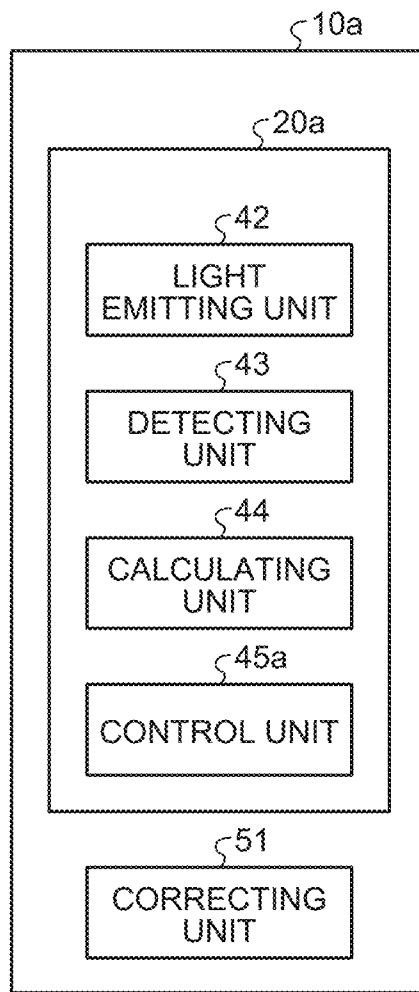 10a
20a
42
LIGHT
EMITTING UNIT
43
DETECTING
UNIT
44
CALCULATING
UNIT
45a
CONTROL UNIT
51
CORRECTING
UNIT